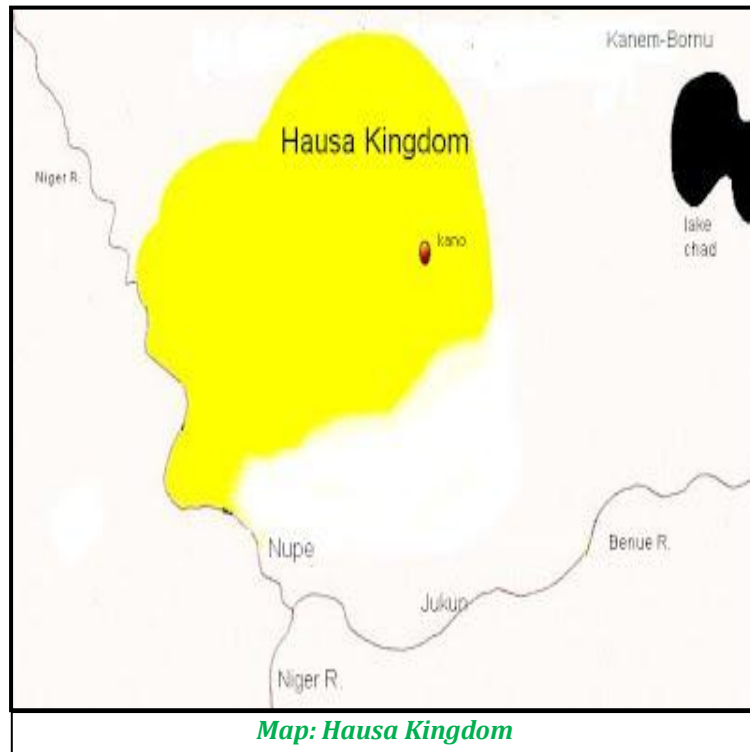 Kanem-Bornu
Hausa Kingdom
Niger R.
kano
lake
chad
Nupe
Benue R.
Jukun
Niger R.
Map: Hausa Kingdom